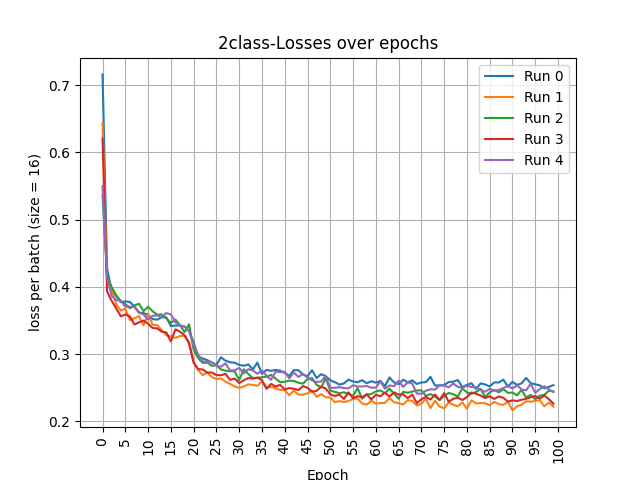 2class-Losses over epochs
loss per batch (size = 16)
0.7
0.6
0.5
0.4
0.3
0.2
Run 0
Run 1
Run 2
Run 3
Run 4
0 5 10 15 20 25 30 35 40 45 50 55 60 65 70 75 80 85 90 95 100
Epoch